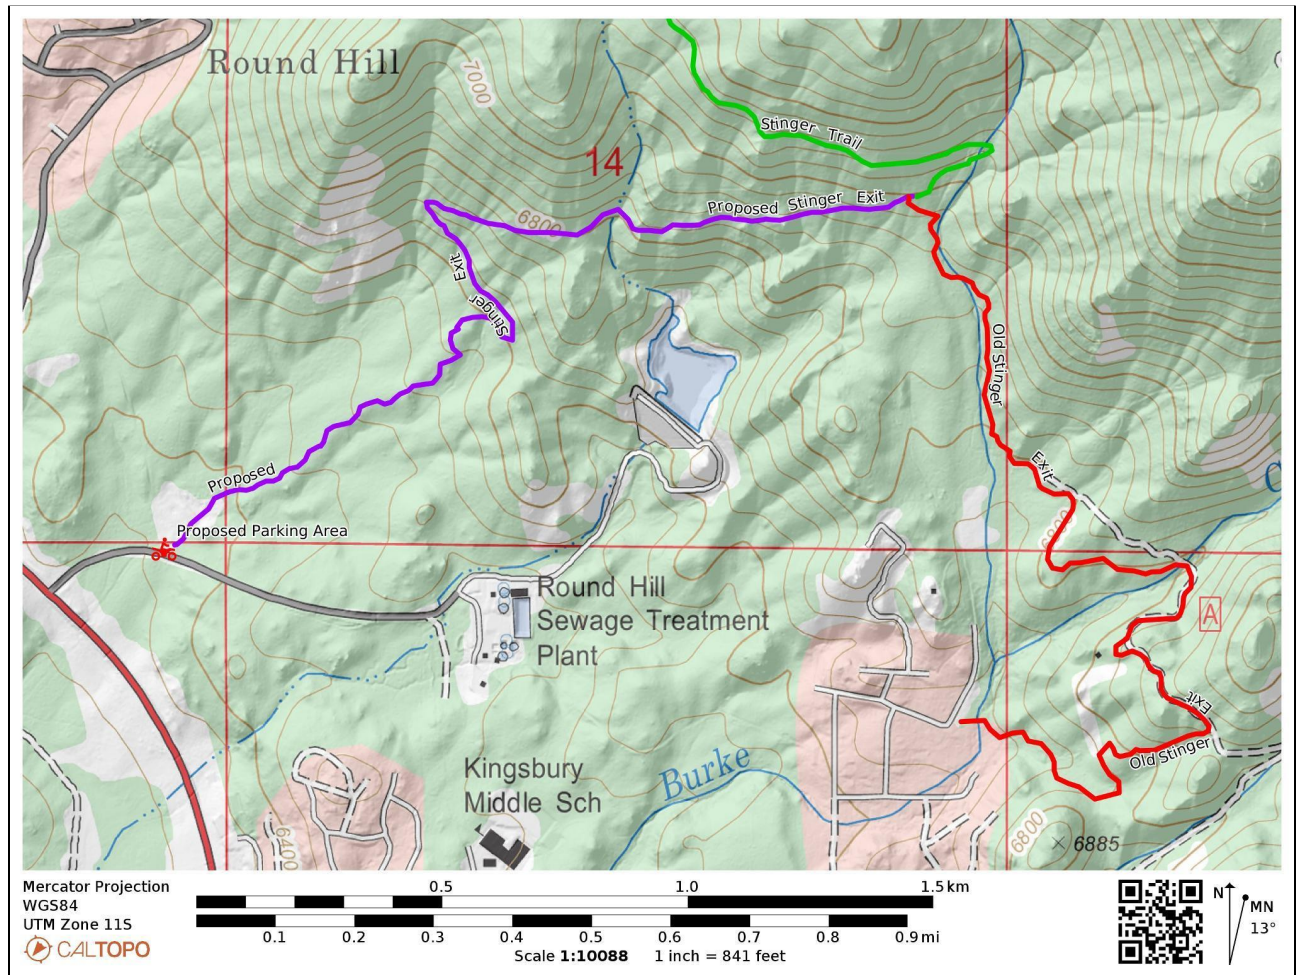 Round Hill
7000
Stinger Trail
14
Proposed Stinger Exit
6800
Exit
Stinger
Old Stinger
Proposed
Exit
Proposed Parking Area
6800
Round Hill
Sewage Treatment
Plant
A
Exit
Old Stinger
Kingsbury
Middle Sch
Burke
6400
6800
6885
Mercator Projection
WGS84
UTM Zone 11S
CALTOPO
0.5 1.0 1.5 km
0.1 0.2 0.3 0.4 0.5 0.6 0.7 0.8 0.9 mi
Scale 1:10088 1 inch = 841 feet
N
MN
13°